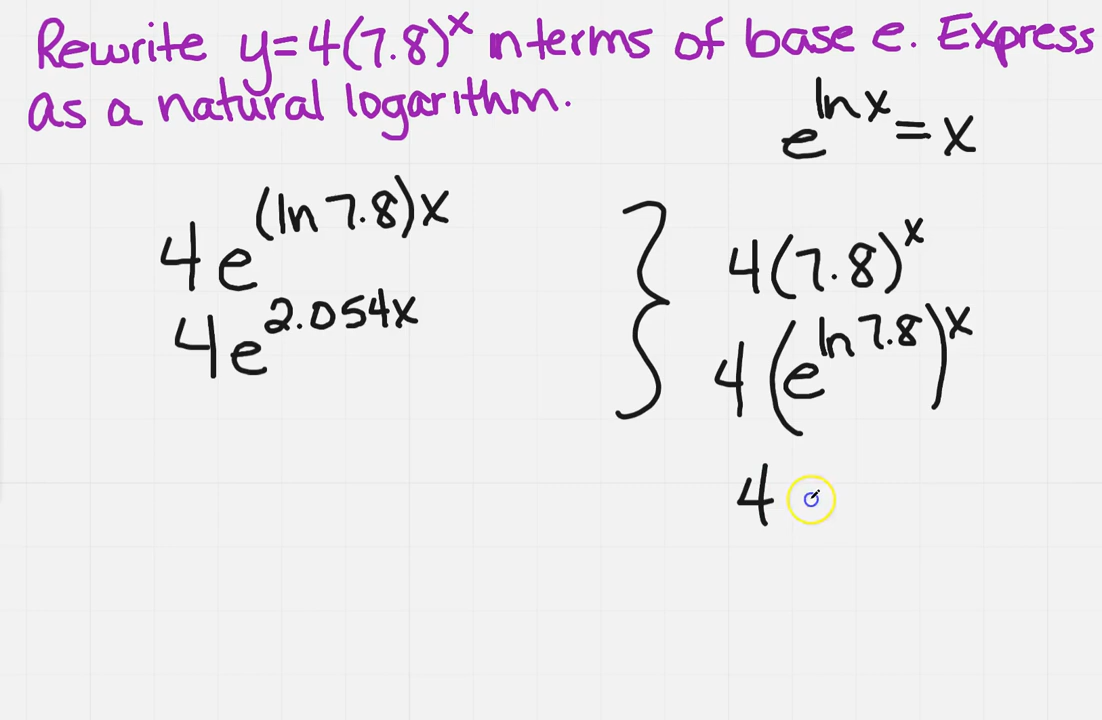 Rewrite y=4(7.8)^x in terms of base e. Express
as a natural logarithm.
e^{ln x} = x
4e^{(ln 7.8)x}
4e^{2.054x}
4(7.8)^x
4(e^{ln 7.8})^x
4